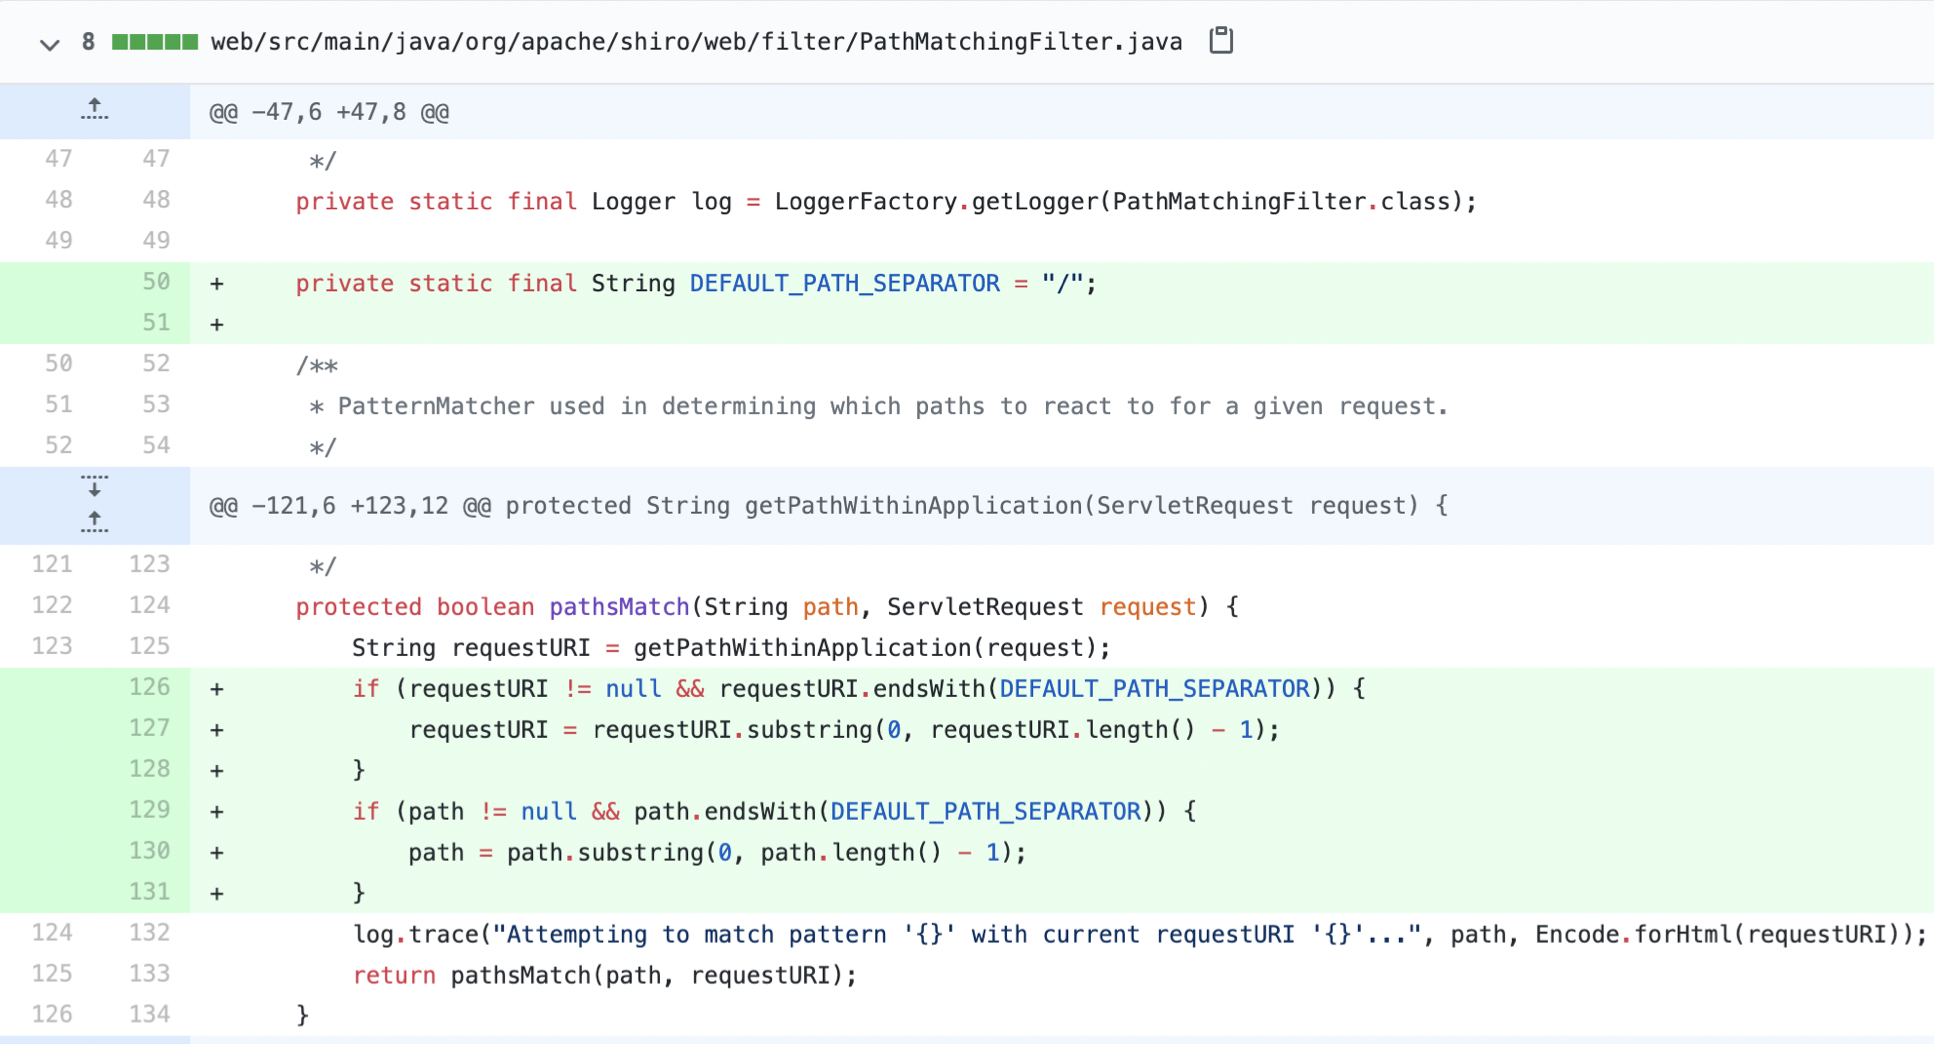 8 web/src/main/java/org/apache/shiro/web/filter/PathMatchingFilter.java
@@ −47,6 +47,8 @@
47 47 */
48 48 private static final Logger log = LoggerFactory.getLogger(PathMatchingFilter.class);
49 49
50 + private static final String DEFAULT_PATH_SEPARATOR = "/";
51 +
50 52 /**
51 53 * PatternMatcher used in determining which paths to react to for a given request.
52 54 */
@@ −121,6 +123,12 @@ protected String getPathWithinApplication(ServletRequest request) {
121 123 */
122 124 protected boolean pathsMatch(String path, ServletRequest request) {
123 125 String requestURI = getPathWithinApplication(request);
126 + if (requestURI != null && requestURI.endsWith(DEFAULT_PATH_SEPARATOR)) {
127 + requestURI = requestURI.substring(0, requestURI.length() − 1);
128 + }
129 + if (path != null && path.endsWith(DEFAULT_PATH_SEPARATOR)) {
130 + path = path.substring(0, path.length() − 1);
131 + }
124 132 log.trace("Attempting to match pattern '{}' with current requestURI '{}'...", path, Encode.forHtml(requestURI));
125 133 return pathsMatch(path, requestURI);
126 134 }